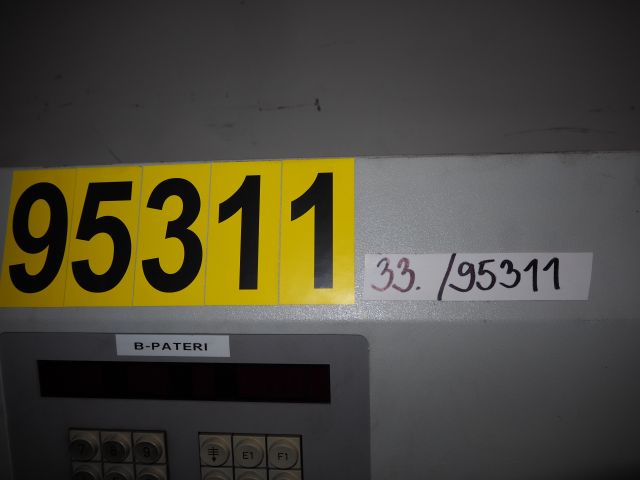 95311
33. /95311
B-PATERI
7 8 9 E1 F1